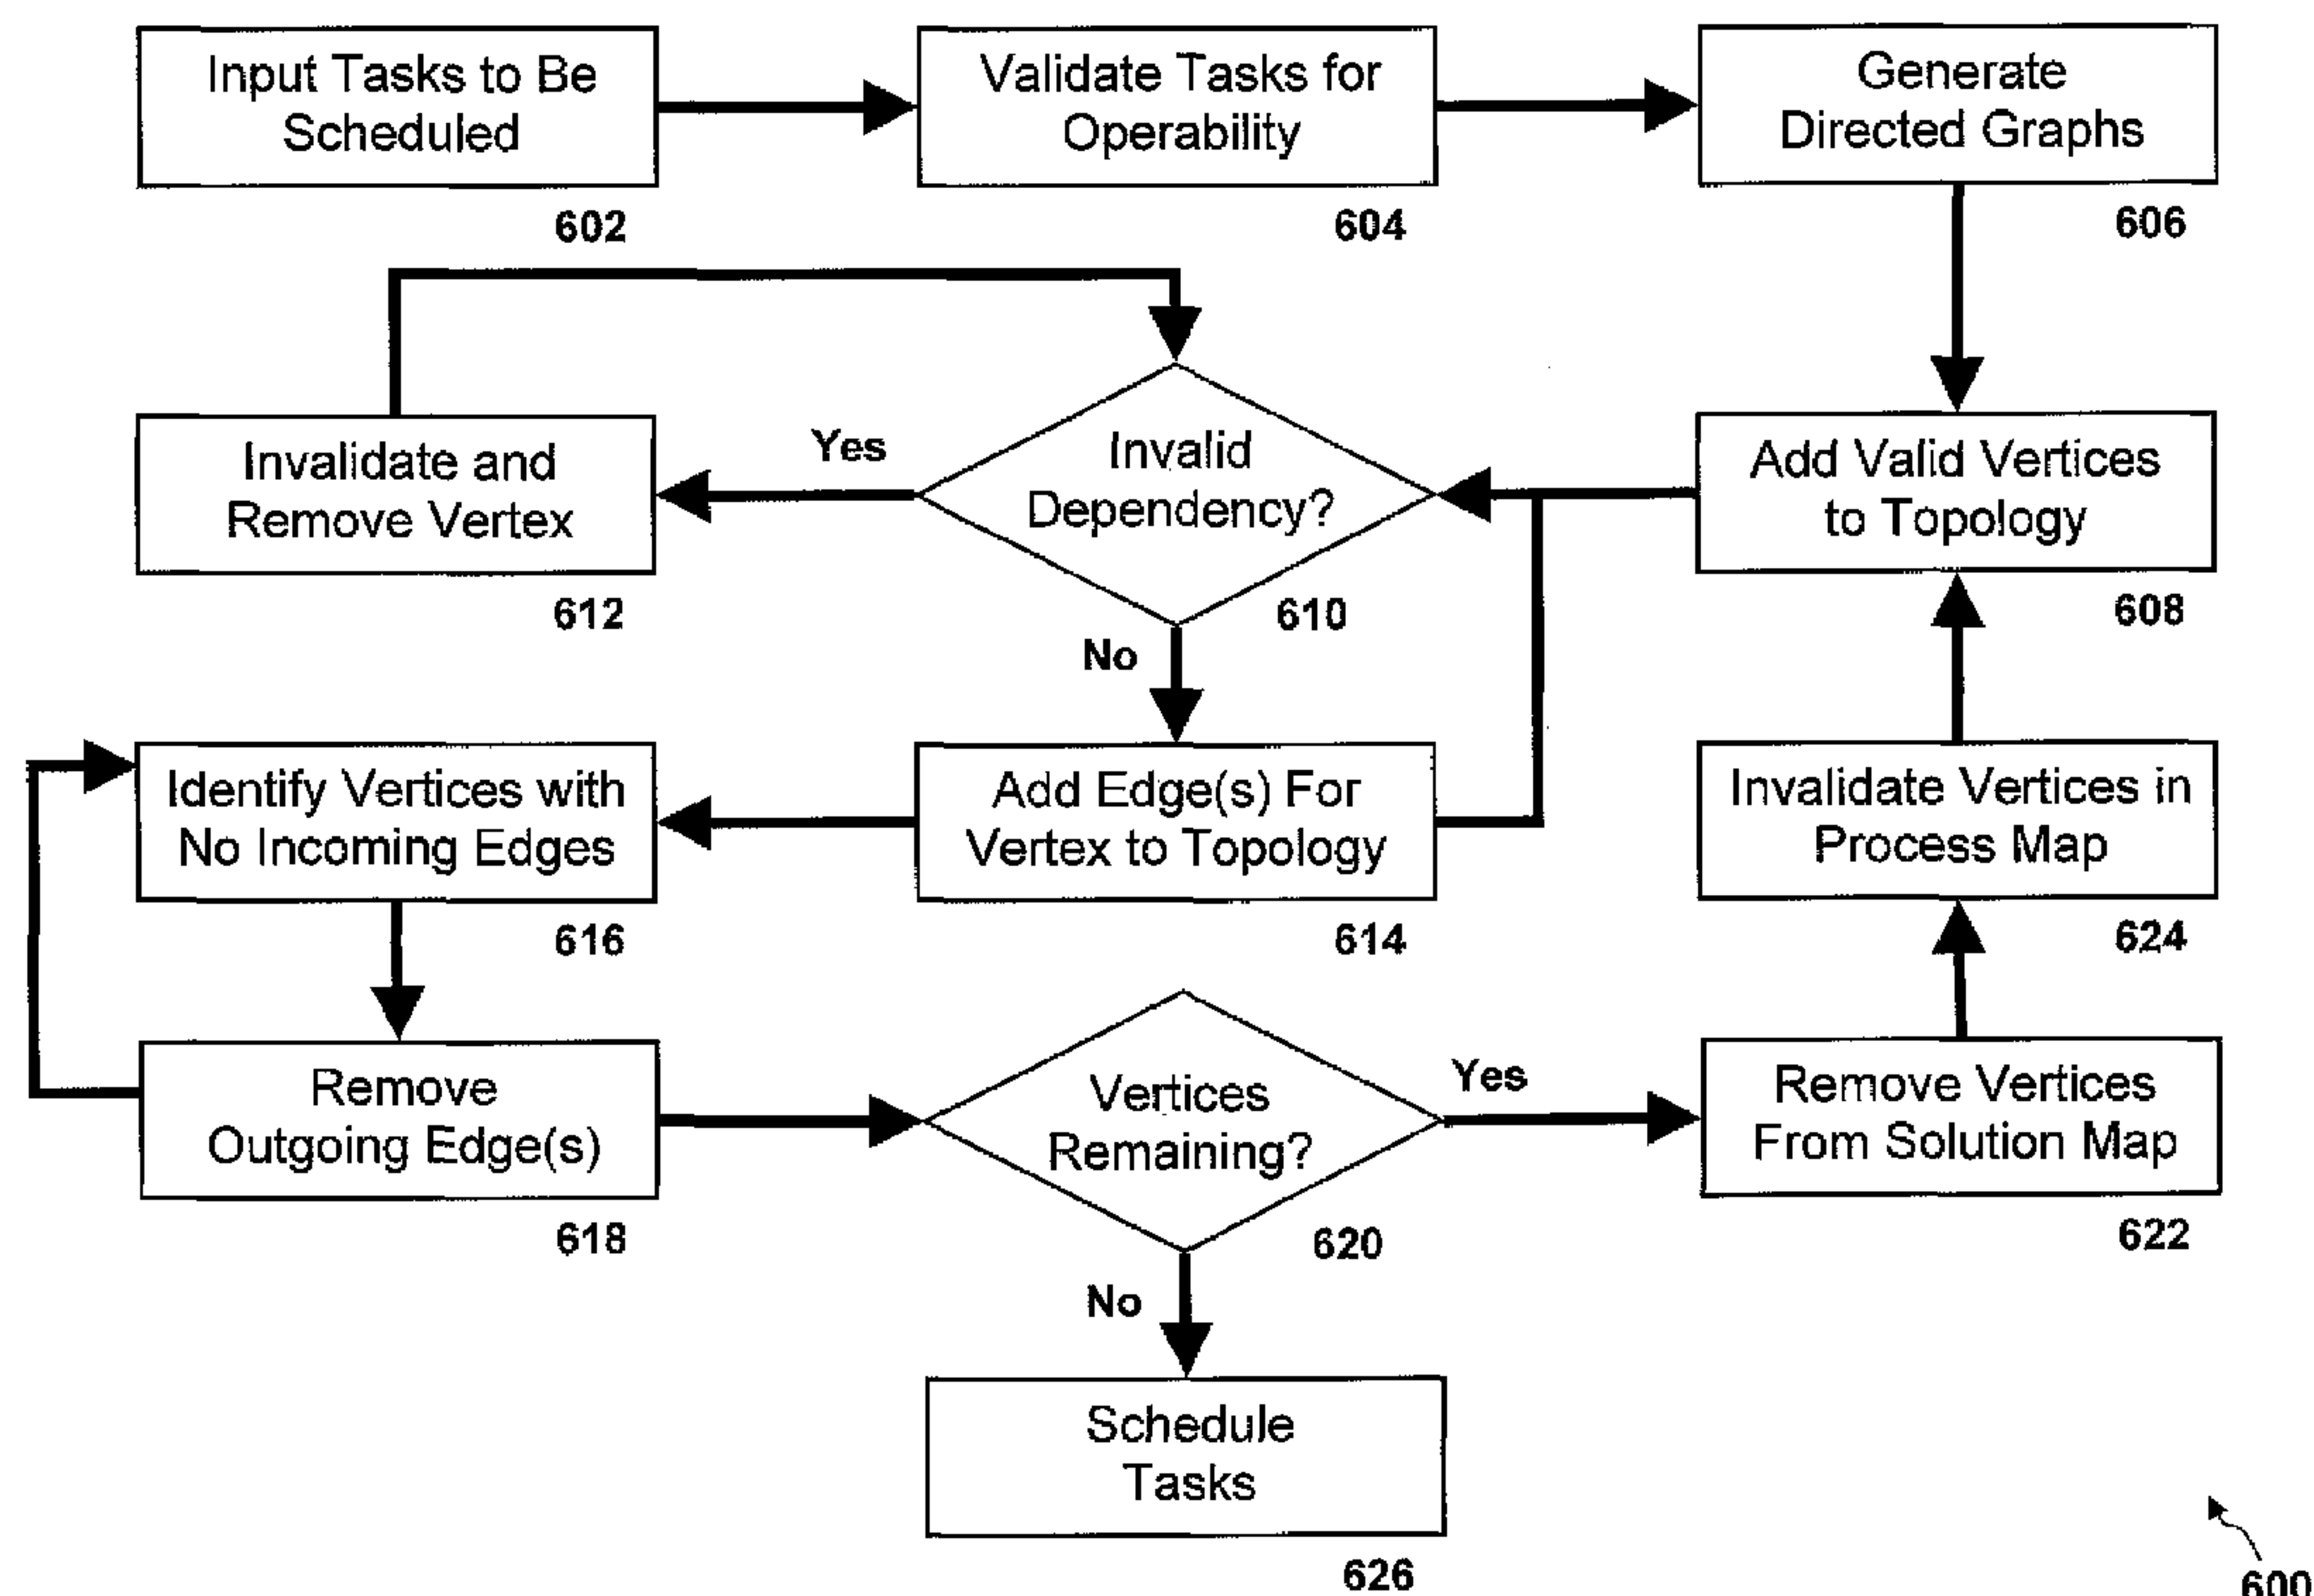 Input Tasks to Be
Scheduled
602
Validate Tasks for
Operability
604
Generate
Directed Graphs
606
Invalidate and
Remove Vertex
612
Yes
Invalid
Dependency?
610
No
Add Valid Vertices
to Topology
608
Identify Vertices with
No Incoming Edges
616
Add Edge(s) For
Vertex to Topology
614
Invalidate Vertices in
Process Map
624
Remove
Outgoing Edge(s)
618
Vertices
Remaining?
620
Yes
No
Remove Vertices
From Solution Map
622
Schedule
Tasks
626
600